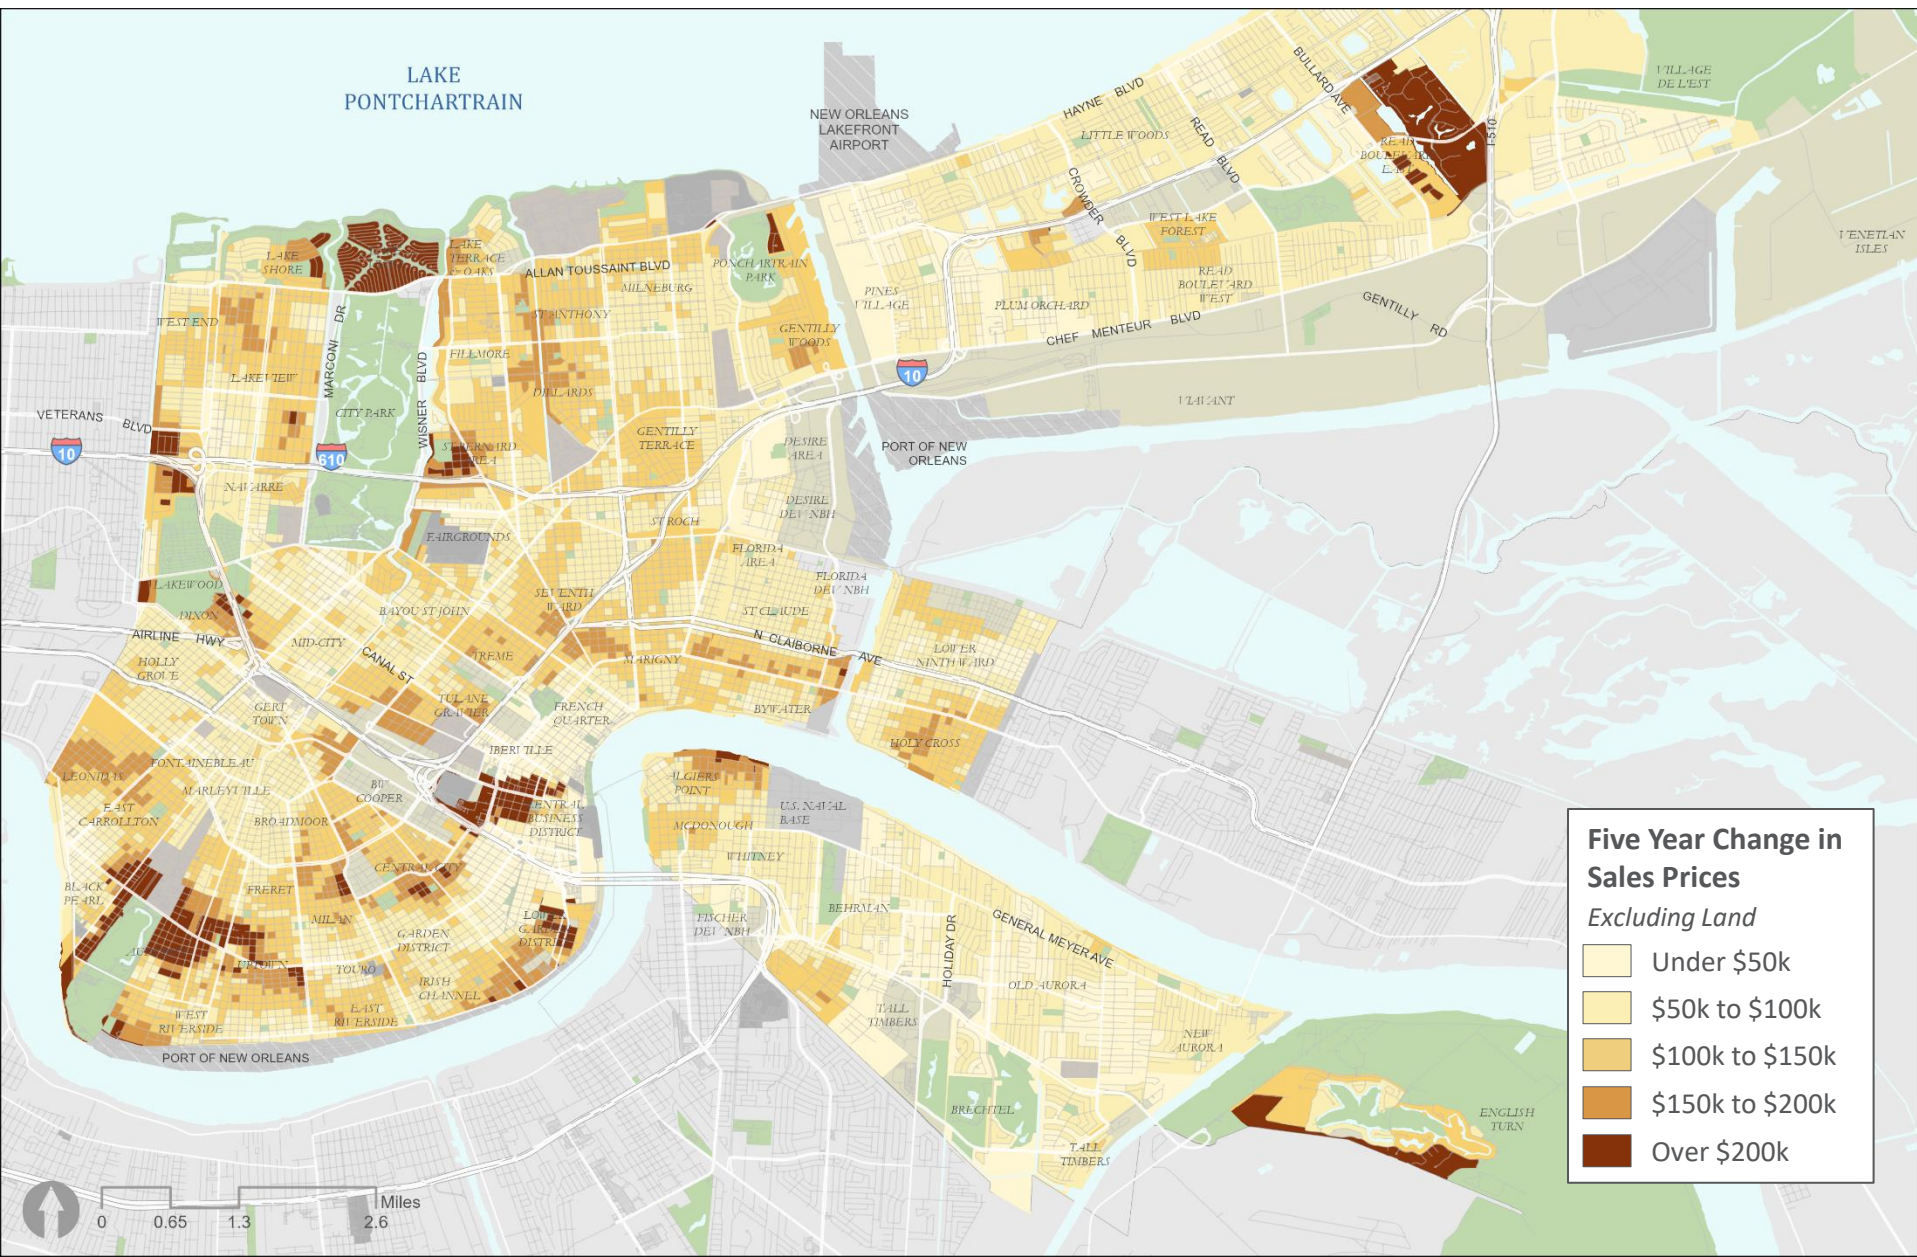 LAKE
PONTCHARTRAIN
NEW ORLEANS
LAKEFRONT
AIRPORT
HAYNE BLVD
LITTLE WOODS
READ BLVD
BULLARD AVE
READ
BOULEVARD
EAST
I-510
VILLAGE
DE L'EST
VENETIAN
ISLES
CROWDER BLVD
WEST LAKE
FOREST
READ
BOULEVARD
WEST
GENTILLY RD
PINES
VILLAGE
PLUM ORCHARD
CHEF MENTEUR BLVD
VIAVANT
10
LAKE
SHORE
LAKE
TERRACE
& OAKS
ALLAN TOUSSAINT BLVD
MILNEBURG
PONCHARTRAIN
PARK
WEST END
MARCONI DR
ST ANTHONY
GENTILLY
WOODS
FILLMORE
LAKEVIEW
WISNER BLVD
DILLARDS
CITY PARK
VETERANS BLVD
10
610
ST BERNARD
AREA
GENTILLY
TERRACE
DESIRE
AREA
PORT OF NEW
ORLEANS
NAVARRE
DESIRE
DEV NBH
ST ROCH
FAIRGROUNDS
FLORIDA
AREA
FLORIDA
DEV NBH
LAKEWOOD
DIXON
BAYOU ST JOHN
SEVENTH
WARD
ST CLAUDE
AIRLINE HWY
MID-CITY
CANAL ST
TREME
MARIGNY
N CLAIBORNE AVE
LOWER
NINTH WARD
HOLLY
GROVE
GERT
TOWN
TULANE
GRAVIER
FRENCH
QUARTER
BYWATER
HOLY CROSS
IBERVILLE
LEONIDAS
FONTAINEBLEAU
MARLEYVILLE
BW
COOPER
CENTRAL
BUSINESS
DISTRICT
ALGIERS
POINT
U.S. NAVAL
BASE
EAST
CARROLLTON
BROADMOOR
MCDONOUGH
WHITNEY
CENTRAL CITY
BLACK
PEARL
FRERET
MILAN
GARDEN
DISTRICT
LOWER
GARDEN
DISTRICT
FISCHER
DEV NBH
BEHRMAN
HOLIDAY DR
GENERAL MEYER AVE
UPTOWN
TOURO
IRISH
CHANNEL
OLD AURORA
WEST
RIVERSIDE
EAST
RIVERSIDE
TALL
TIMBERS
NEW
AURORA
PORT OF NEW ORLEANS
BRECHTEL
TALL
TIMBERS
ENGLISH
TURN
Five Year Change in
Sales Prices
Excluding Land
Under $50k
$50k to $100k
$100k to $150k
$150k to $200k
Over $200k
Miles
0 0.65 1.3 2.6